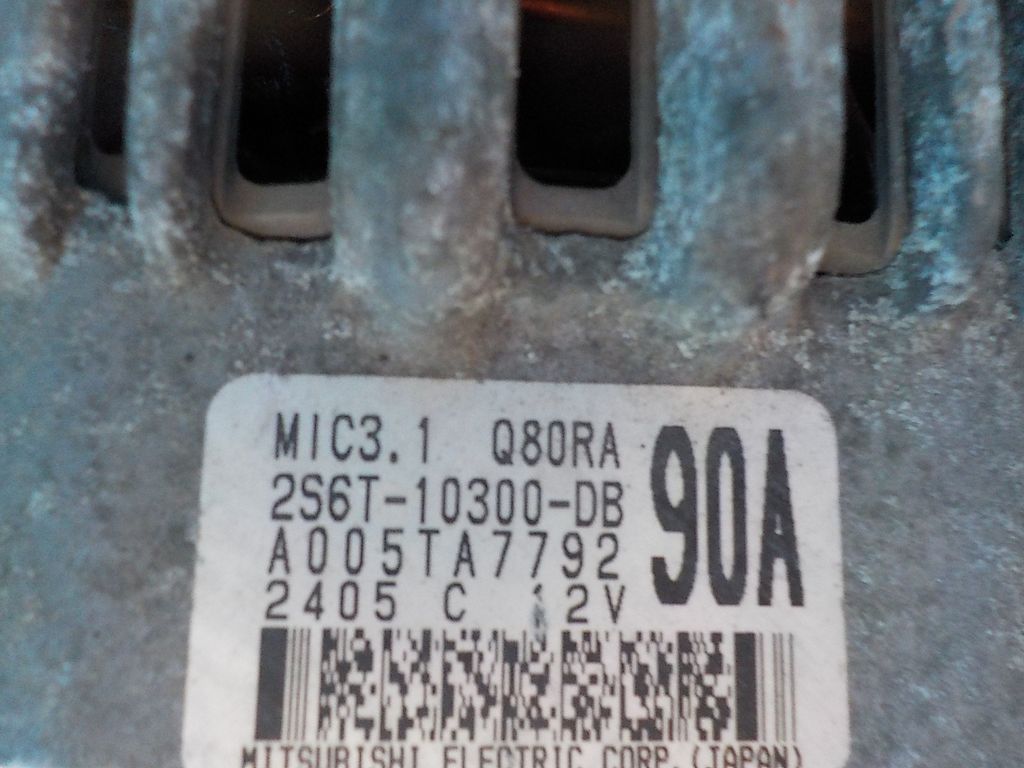 MIC3.1 Q80RA
90A
2S6T-10300-DB
A005TA7792
2405 C 12V
MITSUBISHI ELECTRIC CORP.(JAPAN)